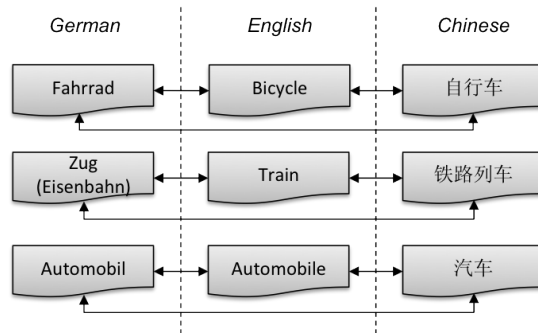 German English Chinese
Fahrrad Bicycle 自行车
Zug
(Eisenbahn) Train 铁路列车
Automobil Automobile 汽车